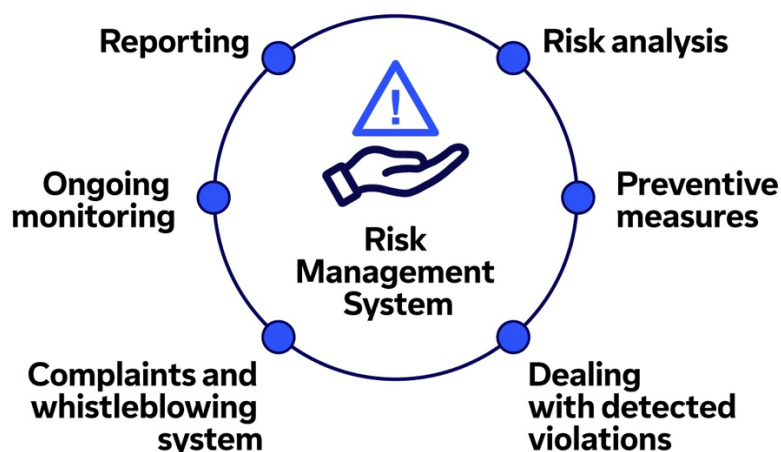 Reporting
Risk analysis
Ongoing
monitoring
Preventive
measures
Risk
Management
System
Complaints and
whistleblowing
system
Dealing
with detected
violations